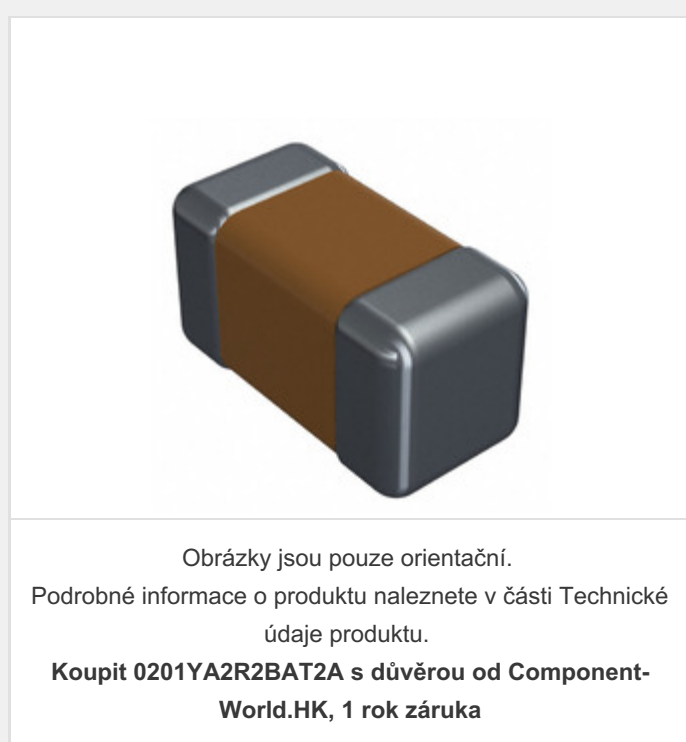 Obrázky jsou pouze orientační.
Podrobné informace o produktu naleznete v části Technické
údaje produktu.
Koupit 0201YA2R2BAT2A s důvěrou od Component-
World.HK, 1 rok záruka